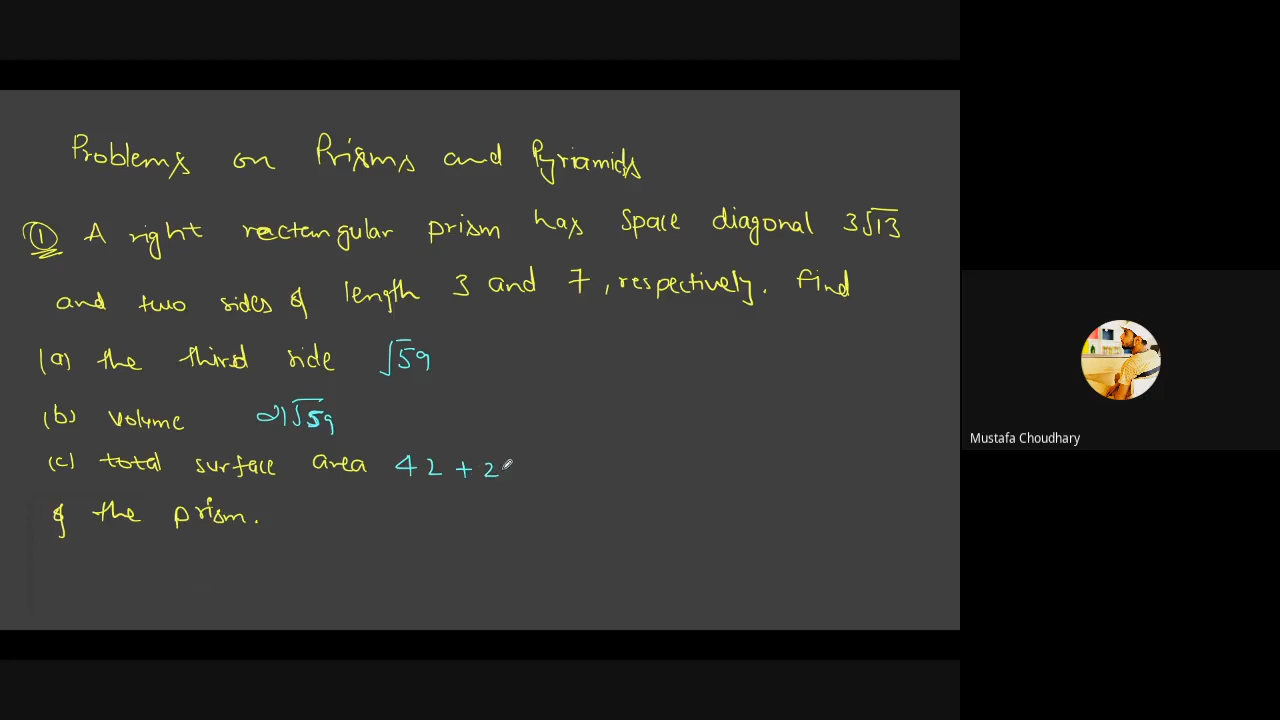 Problems on Prisms and Pyriamids
① A right rectangular prism has space diagonal 3√13
and two sides of length 3 and 7, respectively. Find
(a) the third side √59
(b) volume 21√59
(c) total surface area 42 + 2
of the prism.
Mustafa Choudhary